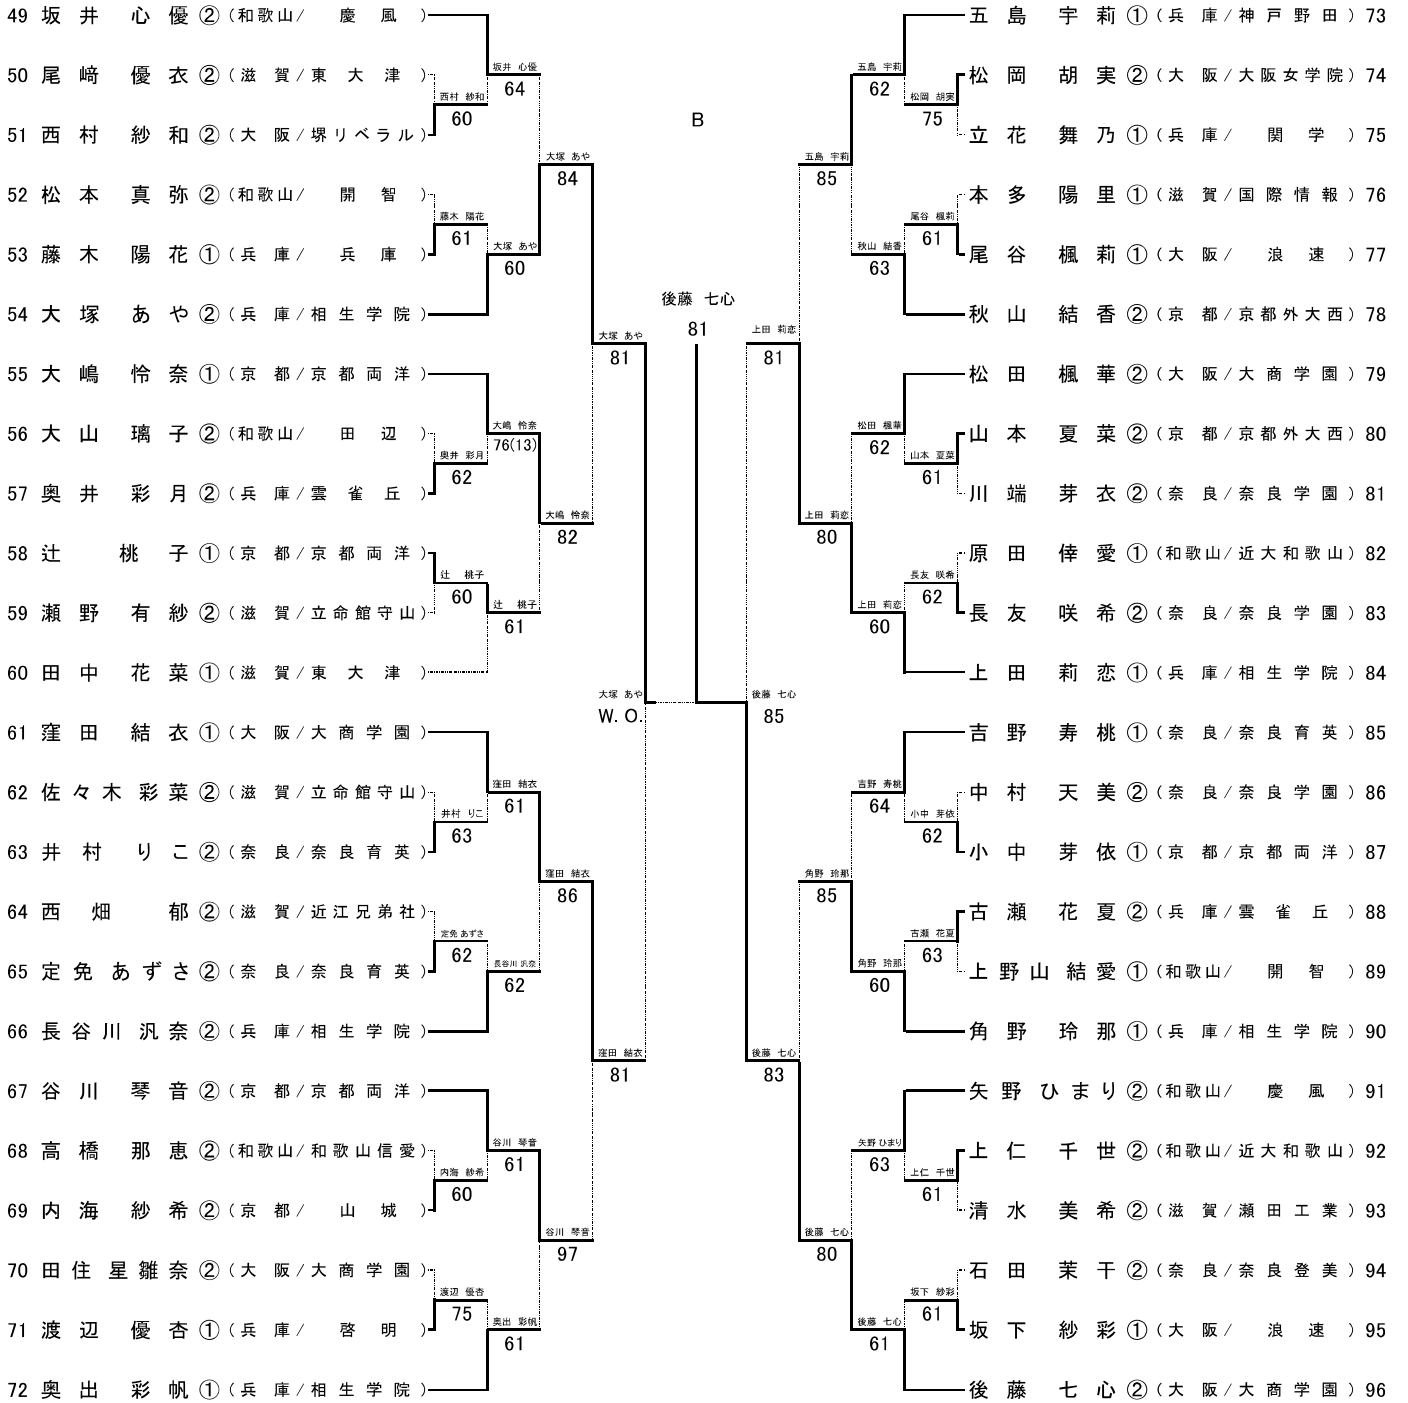 49 坂井 心優 ② (和歌山/ 慶風)
50 尾﨑 優衣 ② (滋賀/東大津)
51 西村 紗和 ② (大阪/堺リベラル)
52 松本 真弥 ② (和歌山/ 開智)
53 藤木 陽花 ① (兵庫/ 兵庫)
54 大塚 あや ② (兵庫/相生学院)
55 大嶋 怜奈 ① (京都/京都両洋)
56 大山 璃子 ② (和歌山/ 田辺)
57 奥井 彩月 ② (兵庫/雲雀丘)
58 辻 桃子 ① (京都/京都両洋)
59 瀬野 有紗 ② (滋賀/立命館守山)
60 田中 花菜 ① (滋賀/東大津)
61 窪田 結衣 ① (大阪/大商学園)
62 佐々木 彩菜 ② (滋賀/立命館守山)
63 井村 りこ ② (奈良/奈良育英)
64 西畑 郁 ② (滋賀/近江兄弟社)
65 定免 あずさ ② (奈良/奈良育英)
66 長谷川 汎奈 ② (兵庫/相生学院)
67 谷川 琴音 ② (京都/京都両洋)
68 高橋 那恵 ② (和歌山/和歌山信愛)
69 内海 紗希 ② (京都/ 山城)
70 田住 星雛奈 ② (大阪/大商学園)
71 渡辺 優杏 ① (兵庫/ 啓明)
72 奥出 彩帆 ① (兵庫/相生学院)
西村 紗和
60
藤木 陽花
61
奥井 彩月
62
辻 桃子
60
井村 りこ
63
定免 あずさ
62
内海 紗希
60
渡辺 優杏
75
坂井 心優
64
大塚 あや
60
大嶋 怜奈
76(13)
辻 桃子
61
窪田 結衣
61
長谷川 汎奈
62
谷川 琴音
61
奥出 彩帆
61
大塚 あや
84
大嶋 怜奈
82
窪田 結衣
86
谷川 琴音
97
大塚 あや
81
窪田 結衣
81
大塚 あや
W.O.
B
後藤 七心
81
後藤 七心
85
上田 莉恋
81
後藤 七心
83
五島 宇莉
85
上田 莉恋
80
角野 玲那
85
後藤 七心
80
五島 宇莉
62
秋山 結香
63
松田 楓華
62
上田 莉恋
60
吉野 寿桃
64
角野 玲那
60
矢野 ひまり
63
後藤 七心
61
松岡 胡実
75
尾谷 楓莉
61
山本 夏菜
61
長友 咲希
62
小中 芽依
62
古瀬 花夏
63
上仁 千世
61
坂下 紗彩
61
五島 宇莉 ① (兵庫/神戸野田) 73
松岡 胡実 ② (大阪/大阪女学院) 74
立花 舞乃 ① (兵庫/ 関学) 75
本多 陽里 ① (滋賀/国際情報) 76
尾谷 楓莉 ① (大阪/ 浪速) 77
秋山 結香 ② (京都/京都外大西) 78
松田 楓華 ② (大阪/大商学園) 79
山本 夏菜 ② (京都/京都外大西) 80
川端 芽衣 ② (奈良/奈良学園) 81
原田 倖愛 ① (和歌山/近大和歌山) 82
長友 咲希 ② (奈良/奈良学園) 83
上田 莉恋 ① (兵庫/相生学院) 84
吉野 寿桃 ① (奈良/奈良育英) 85
中村 天美 ② (奈良/奈良学園) 86
小中 芽依 ① (京都/京都両洋) 87
古瀬 花夏 ② (兵庫/雲雀丘) 88
上野山 結愛 ① (和歌山/ 開智) 89
角野 玲那 ① (兵庫/相生学院) 90
矢野 ひまり ② (和歌山/ 慶風) 91
上仁 千世 ② (和歌山/近大和歌山) 92
清水 美希 ② (滋賀/瀬田工業) 93
石田 茉干 ② (奈良/奈良登美) 94
坂下 紗彩 ① (大阪/ 浪速) 95
後藤 七心 ② (大阪/大商学園) 96